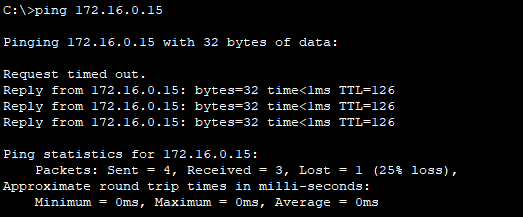 C:\>ping 172.16.0.15
Pinging 172.16.0.15 with 32 bytes of data:
Request timed out.
Reply from 172.16.0.15: bytes=32 time<1ms TTL=126
Reply from 172.16.0.15: bytes=32 time<1ms TTL=126
Reply from 172.16.0.15: bytes=32 time<1ms TTL=126
Ping statistics for 172.16.0.15:
Packets: Sent = 4, Received = 3, Lost = 1 (25% loss),
Approximate round trip times in milli-seconds:
Minimum = 0ms, Maximum = 0ms, Average = 0ms